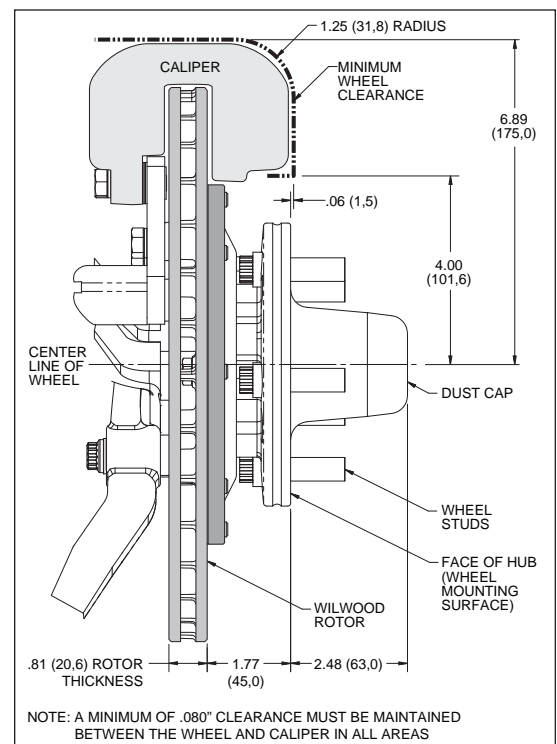 1.25 (31,8) RADIUS
CALIPER
MINIMUM
WHEEL
CLEARANCE
6.89
(175,0)
.06 (1,5)
4.00
(101,6)
CENTER
LINE OF
WHEEL
DUST CAP
WHEEL
STUDS
FACE OF HUB
(WHEEL
MOUNTING
SURFACE)
WILWOOD
ROTOR
.81 (20,6) ROTOR
THICKNESS
1.77
(45,0)
2.48 (63,0)
NOTE: A MINIMUM OF .080" CLEARANCE MUST BE MAINTAINED
BETWEEN THE WHEEL AND CALIPER IN ALL AREAS